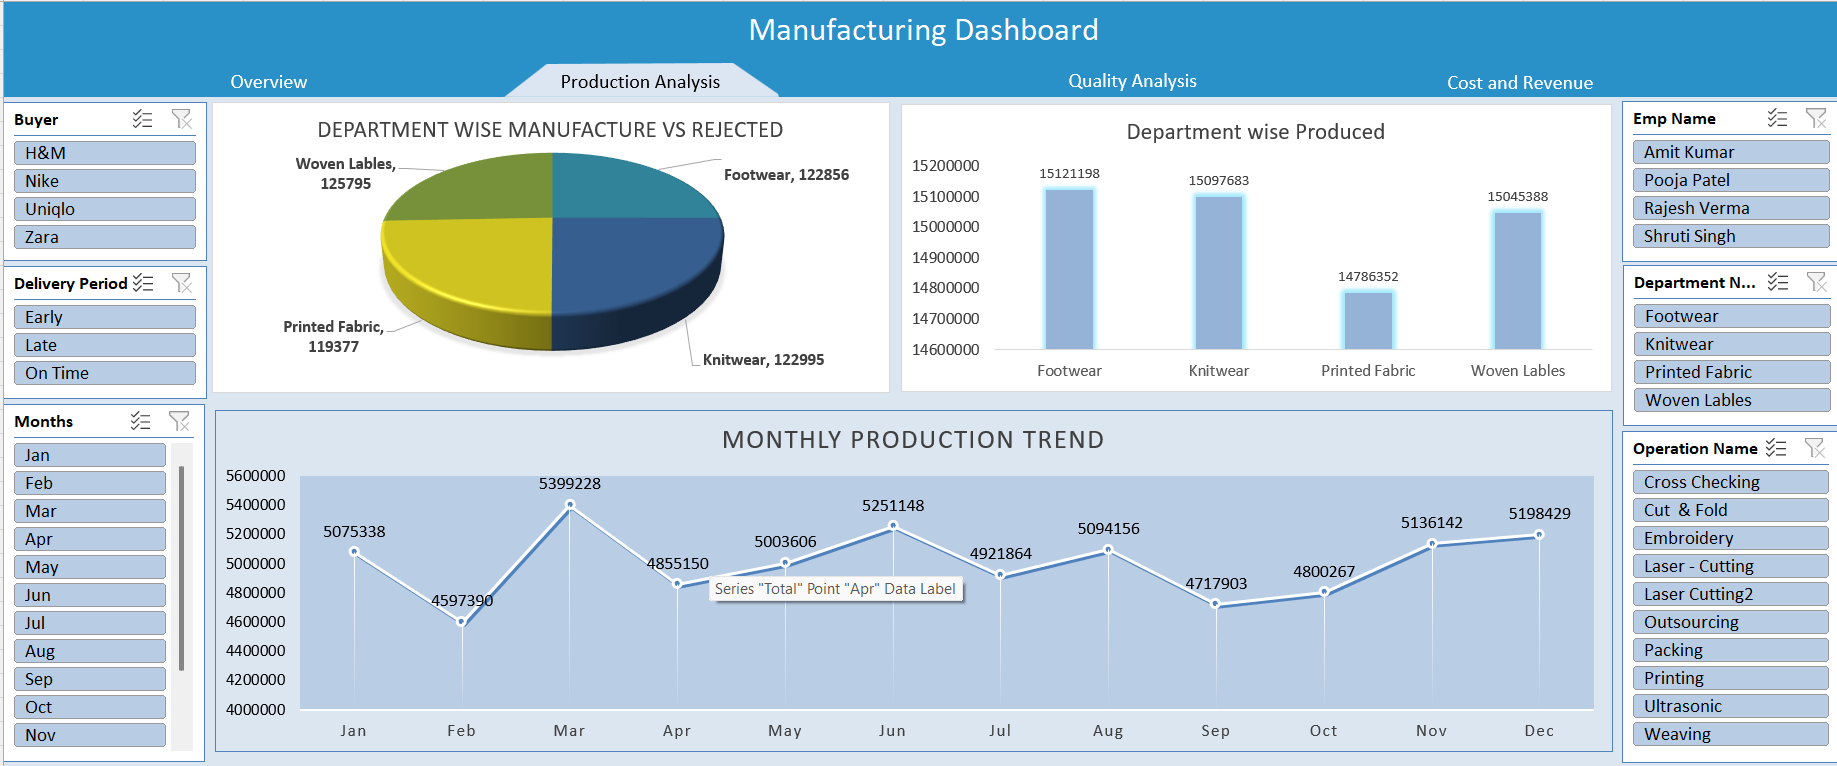 Manufacturing Dashboard
Overview
Production Analysis
Quality Analysis
Cost and Revenue
Buyer
H&M
Nike
Uniqlo
Zara
Delivery Period
Early
Late
On Time
Months
Jan
Feb
Mar
Apr
May
Jun
Jul
Aug
Sep
Oct
Nov
DEPARTMENT WISE MANUFACTURE VS REJECTED
Woven Lables,
125795
Footwear, 122856
Printed Fabric,
119377
Knitwear, 122995
Department wise Produced
15200000
15100000
15000000
14900000
14800000
14700000
14600000
15121198
15097683
14786352
15045388
Footwear
Knitwear
Printed Fabric
Woven Lables
MONTHLY PRODUCTION TREND
5600000
5400000
5200000
5000000
4800000
4600000
4400000
4200000
4000000
5075338
4597390
5399228
4855150
5003606
5251148
4921864
5094156
4717903
4800267
5136142
5198429
Series "Total" Point "Apr" Data Label
Jan
Feb
Mar
Apr
May
Jun
Jul
Aug
Sep
Oct
Nov
Dec
Emp Name
Amit Kumar
Pooja Patel
Rajesh Verma
Shruti Singh
Department N...
Footwear
Knitwear
Printed Fabric
Woven Lables
Operation Name
Cross Checking
Cut & Fold
Embroidery
Laser - Cutting
Laser Cutting2
Outsourcing
Packing
Printing
Ultrasonic
Weaving